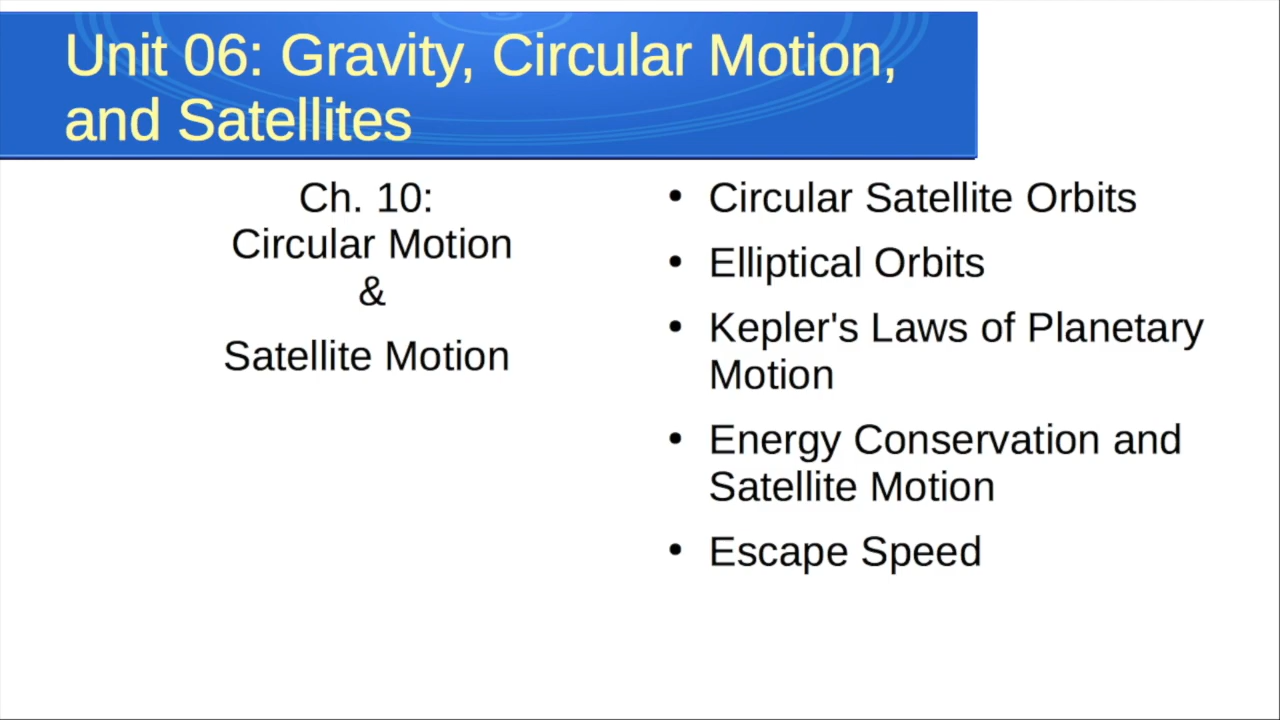 Unit 06: Gravity, Circular Motion,
and Satellites
Ch. 10:
Circular Motion
&
Satellite Motion
• Circular Satellite Orbits
• Elliptical Orbits
• Kepler's Laws of Planetary
Motion
• Energy Conservation and
Satellite Motion
• Escape Speed